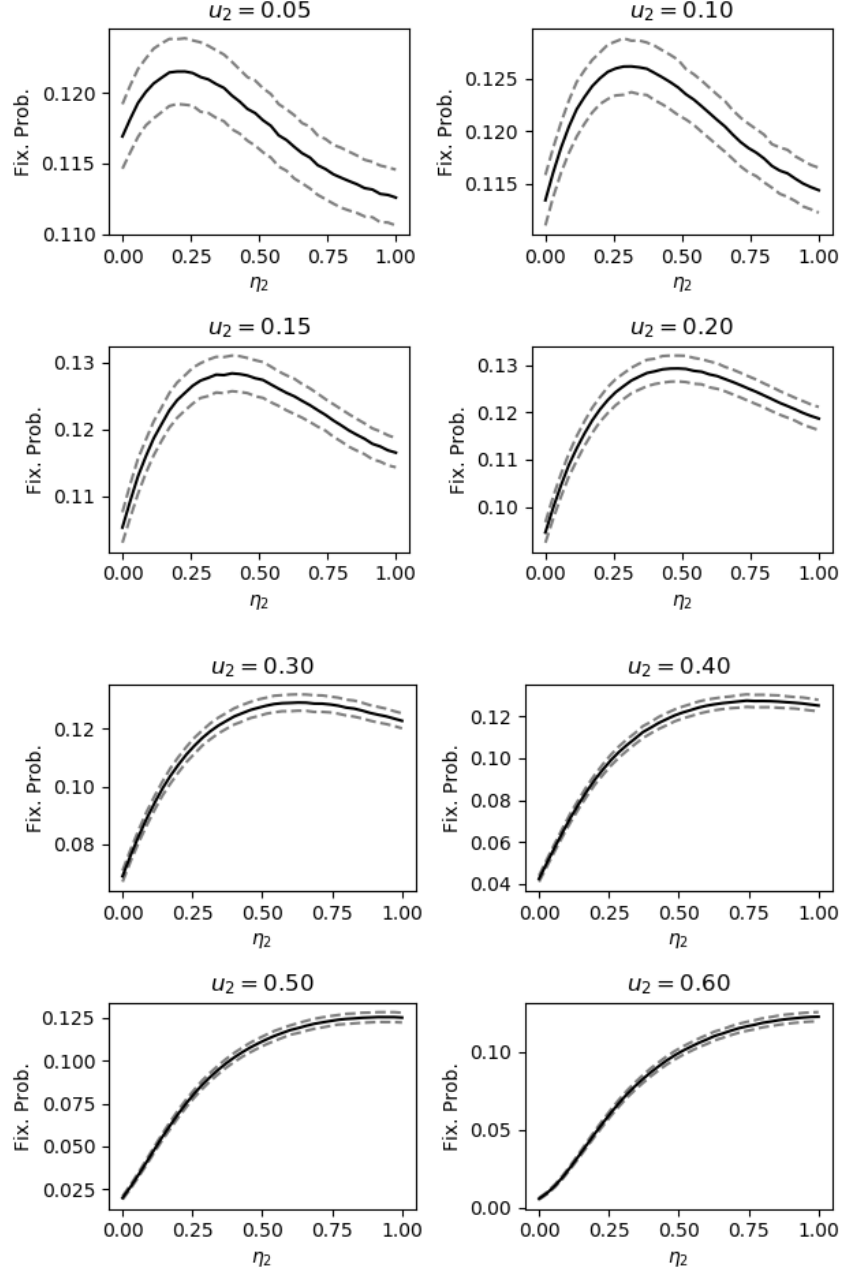 u₂ = 0.05
Fix. Prob.
0.120
0.115
0.110
0.00 0.25 0.50 0.75 1.00
η₂
u₂ = 0.10
Fix. Prob.
0.125
0.120
0.115
0.00 0.25 0.50 0.75 1.00
η₂
u₂ = 0.15
Fix. Prob.
0.13
0.12
0.11
0.00 0.25 0.50 0.75 1.00
η₂
u₂ = 0.20
Fix. Prob.
0.13
0.12
0.11
0.10
0.00 0.25 0.50 0.75 1.00
η₂
u₂ = 0.30
Fix. Prob.
0.12
0.10
0.08
0.00 0.25 0.50 0.75 1.00
η₂
u₂ = 0.40
Fix. Prob.
0.12
0.10
0.08
0.06
0.04
0.00 0.25 0.50 0.75 1.00
η₂
u₂ = 0.50
Fix. Prob.
0.125
0.100
0.075
0.050
0.025
0.00 0.25 0.50 0.75 1.00
η₂
u₂ = 0.60
Fix. Prob.
0.10
0.05
0.00
0.00 0.25 0.50 0.75 1.00
η₂